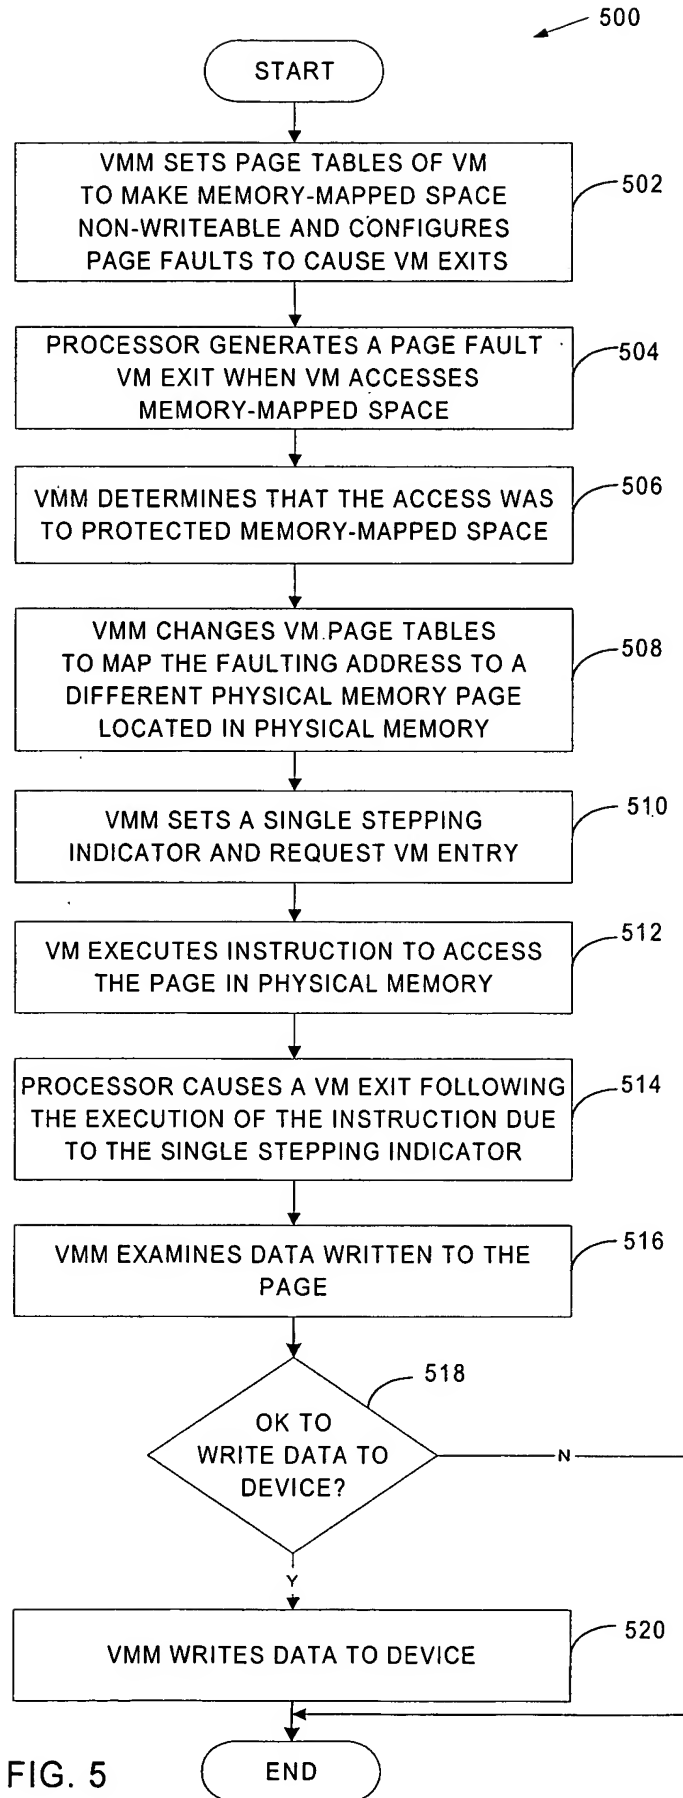 500
START
VMM SETS PAGE TABLES OF VM
TO MAKE MEMORY-MAPPED SPACE
NON-WRITEABLE AND CONFIGURES
PAGE FAULTS TO CAUSE VM EXITS
502
PROCESSOR GENERATES A PAGE FAULT
VM EXIT WHEN VM ACCESSES
MEMORY-MAPPED SPACE
504
VMM DETERMINES THAT THE ACCESS WAS
TO PROTECTED MEMORY-MAPPED SPACE
506
VMM CHANGES VM PAGE TABLES
TO MAP THE FAULTING ADDRESS TO A
DIFFERENT PHYSICAL MEMORY PAGE
LOCATED IN PHYSICAL MEMORY
508
VMM SETS A SINGLE STEPPING
INDICATOR AND REQUEST VM ENTRY
510
VM EXECUTES INSTRUCTION TO ACCESS
THE PAGE IN PHYSICAL MEMORY
512
PROCESSOR CAUSES A VM EXIT FOLLOWING
THE EXECUTION OF THE INSTRUCTION DUE
TO THE SINGLE STEPPING INDICATOR
514
VMM EXAMINES DATA WRITTEN TO THE
PAGE
516
518
OK TO
WRITE DATA TO
DEVICE?
N
Y
VMM WRITES DATA TO DEVICE
520
END
FIG. 5